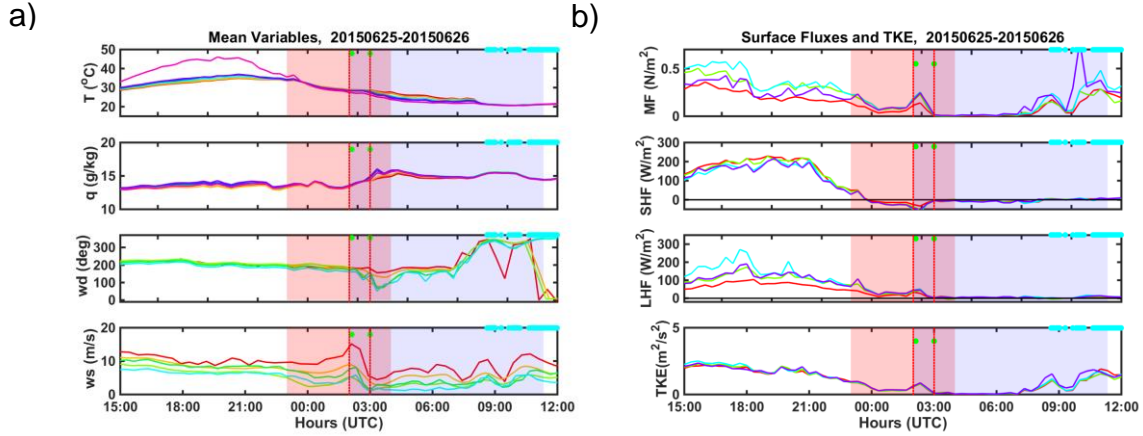 a)
Mean Variables, 20150625-20150626
50
40
30
20
T (°C)
20
15
10
q (g/kg)
300
200
100
0
wd (deg)
20
10
0
ws (m/s)
15:00 18:00 21:00 00:00 03:00 06:00 09:00 12:00
Hours (UTC)
b)
Surface Fluxes and TKE, 20150625-20150626
0.5
0
MF (N/m²)
300
200
100
0
SHF (W/m²)
300
200
100
0
LHF (W/m²)
5
0
TKE(m²/s²)
15:00 18:00 21:00 00:00 03:00 06:00 09:00 12:00
Hours (UTC)